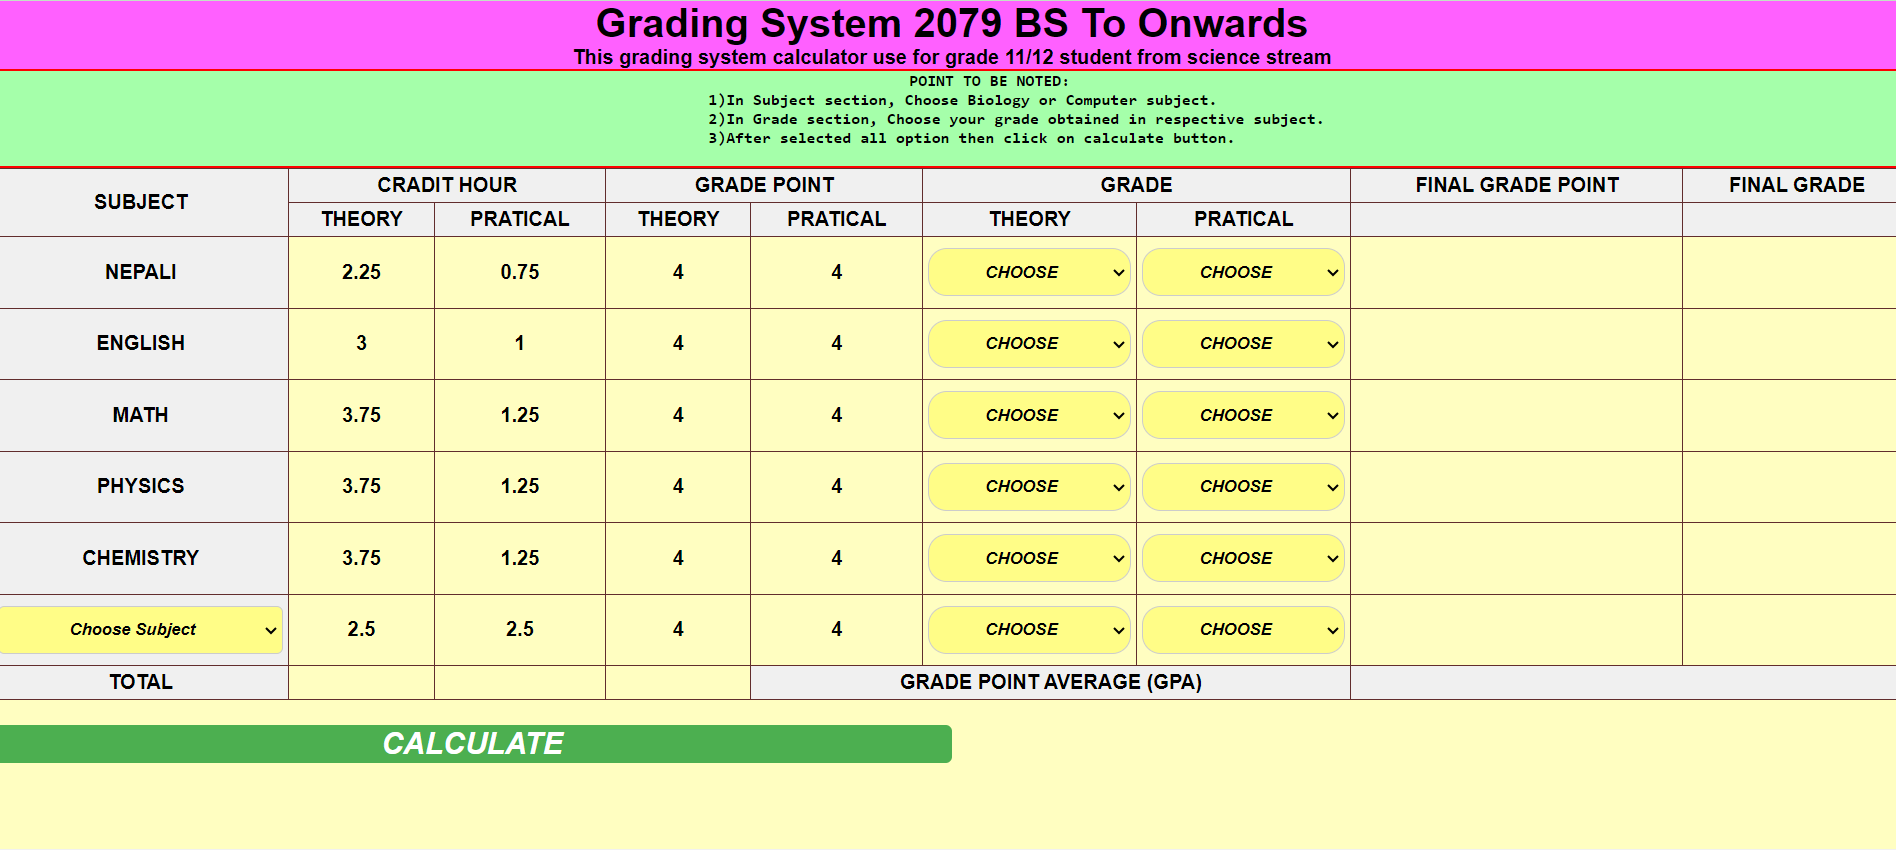 Grading System 2079 BS To Onwards
This grading system calculator use for grade 11/12 student from science stream
POINT TO BE NOTED:
1)In Subject section, Choose Biology or Computer subject.
2)In Grade section, Choose your grade obtained in respective subject.
3)After selected all option then click on calculate button.
SUBJECT CRADIT HOUR GRADE POINT GRADE FINAL GRADE POINT FINAL GRADE
THEORY PRATICAL THEORY PRATICAL THEORY PRATICAL
NEPALI 2.25 0.75 4 4 CHOOSE CHOOSE
ENGLISH 3 1 4 4 CHOOSE CHOOSE
MATH 3.75 1.25 4 4 CHOOSE CHOOSE
PHYSICS 3.75 1.25 4 4 CHOOSE CHOOSE
CHEMISTRY 3.75 1.25 4 4 CHOOSE CHOOSE
Choose Subject 2.5 2.5 4 4 CHOOSE CHOOSE
TOTAL GRADE POINT AVERAGE (GPA)
CALCULATE